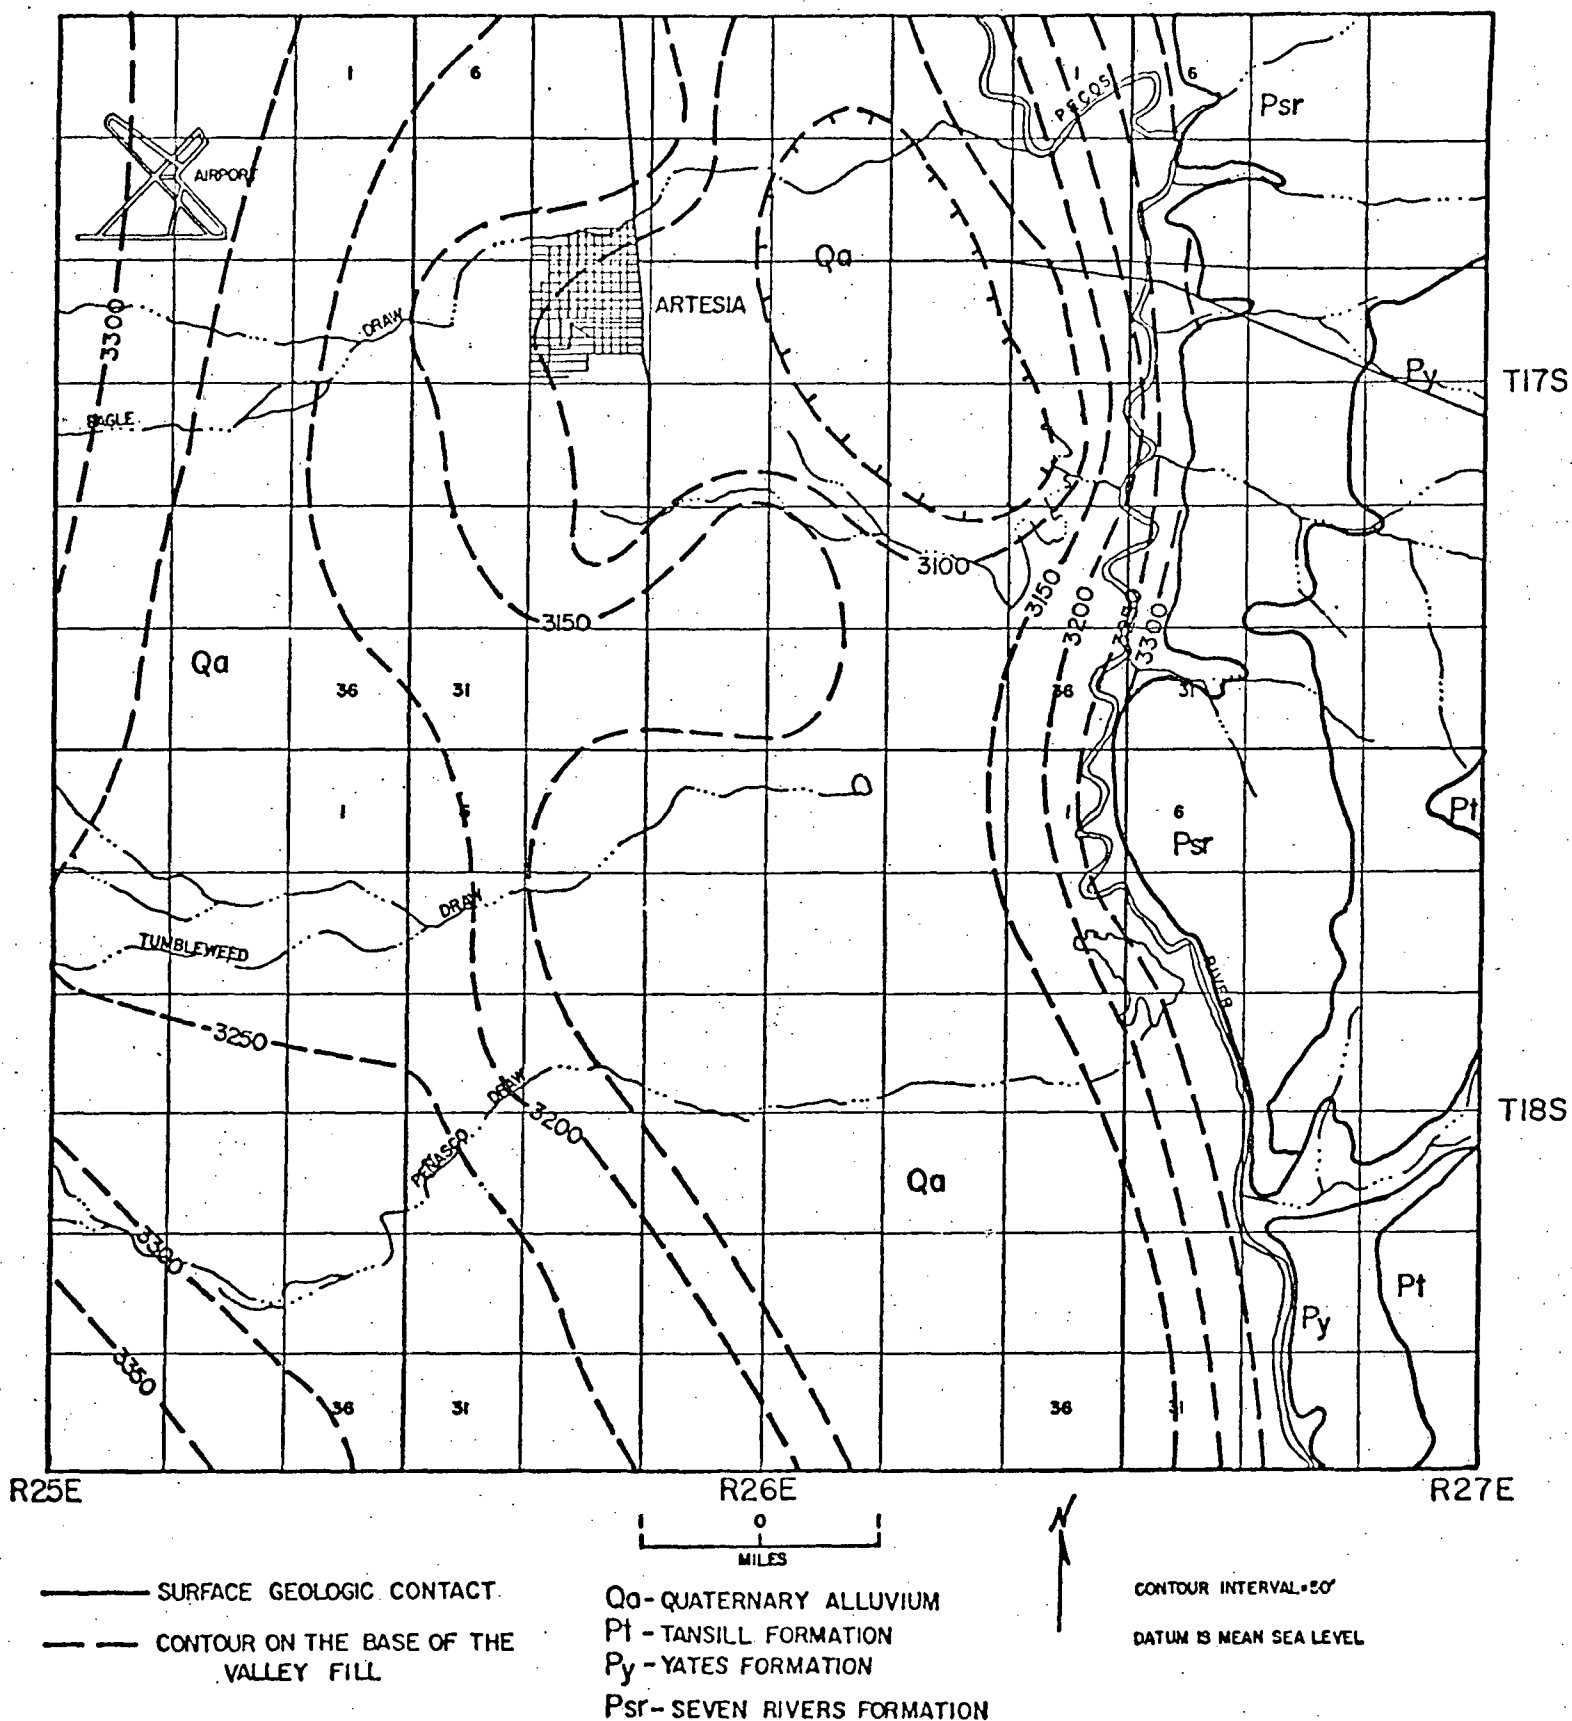 1
6
1
6
PECOS
Psr
AIRPORT
Qa
ARTESIA
3300
DRAW
Py
T17S
EAGLE
3100
3150
3200
3250
3300
3150
Qa
36
31
36
31
1
6
1
6
Pt
Psr
DRAW
TUMBLEWEED
RIVER
3250
DRAW
3200
T18S
PENASCO
Qa
3300
Pt
Py
3350
36
31
36
31
R25E R26E R27E
1 0 1
MILES
N
SURFACE GEOLOGIC CONTACT
CONTOUR ON THE BASE OF THE
VALLEY FILL
Qa-QUATERNARY ALLUVIUM
Pt-TANSILL FORMATION
Py-YATES FORMATION
Psr-SEVEN RIVERS FORMATION
CONTOUR INTERVAL=50'
DATUM IS MEAN SEA LEVEL